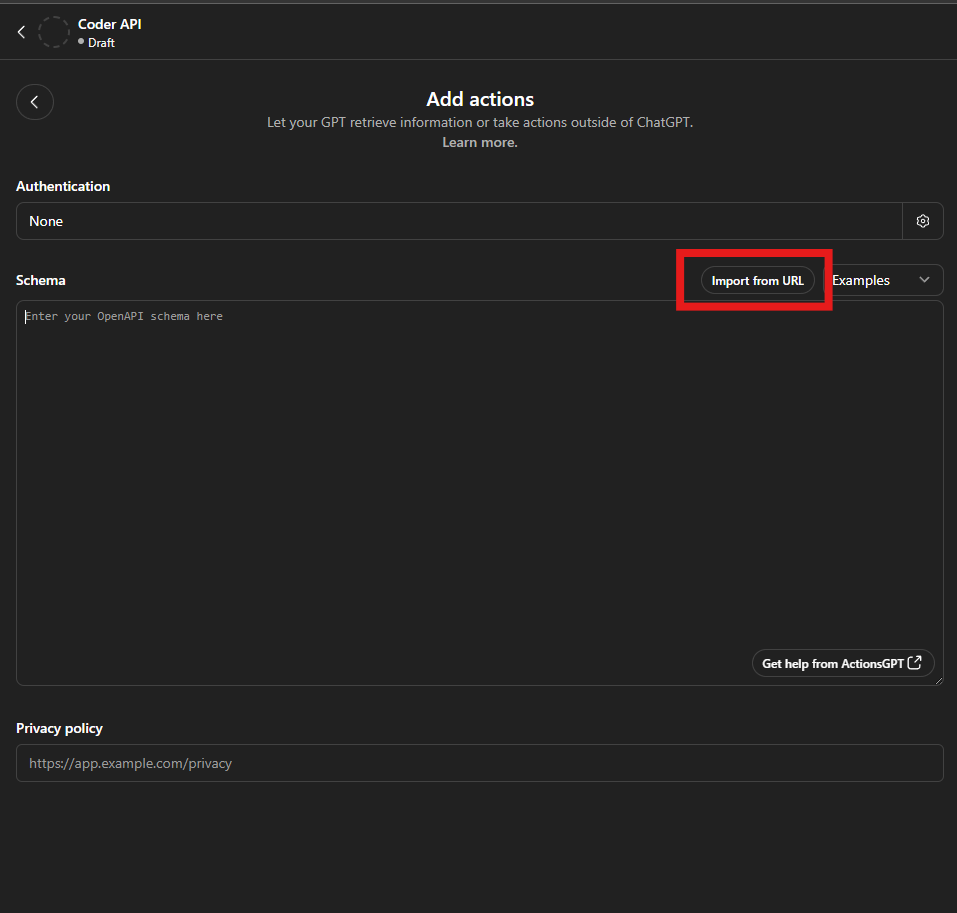 Coder API
Draft
Add actions
Let your GPT retrieve information or take actions outside of ChatGPT.
Learn more.
Authentication
None
Schema
Import from URL
Examples
Enter your OpenAPI schema here
Get help from ActionsGPT
Privacy policy
https://app.example.com/privacy